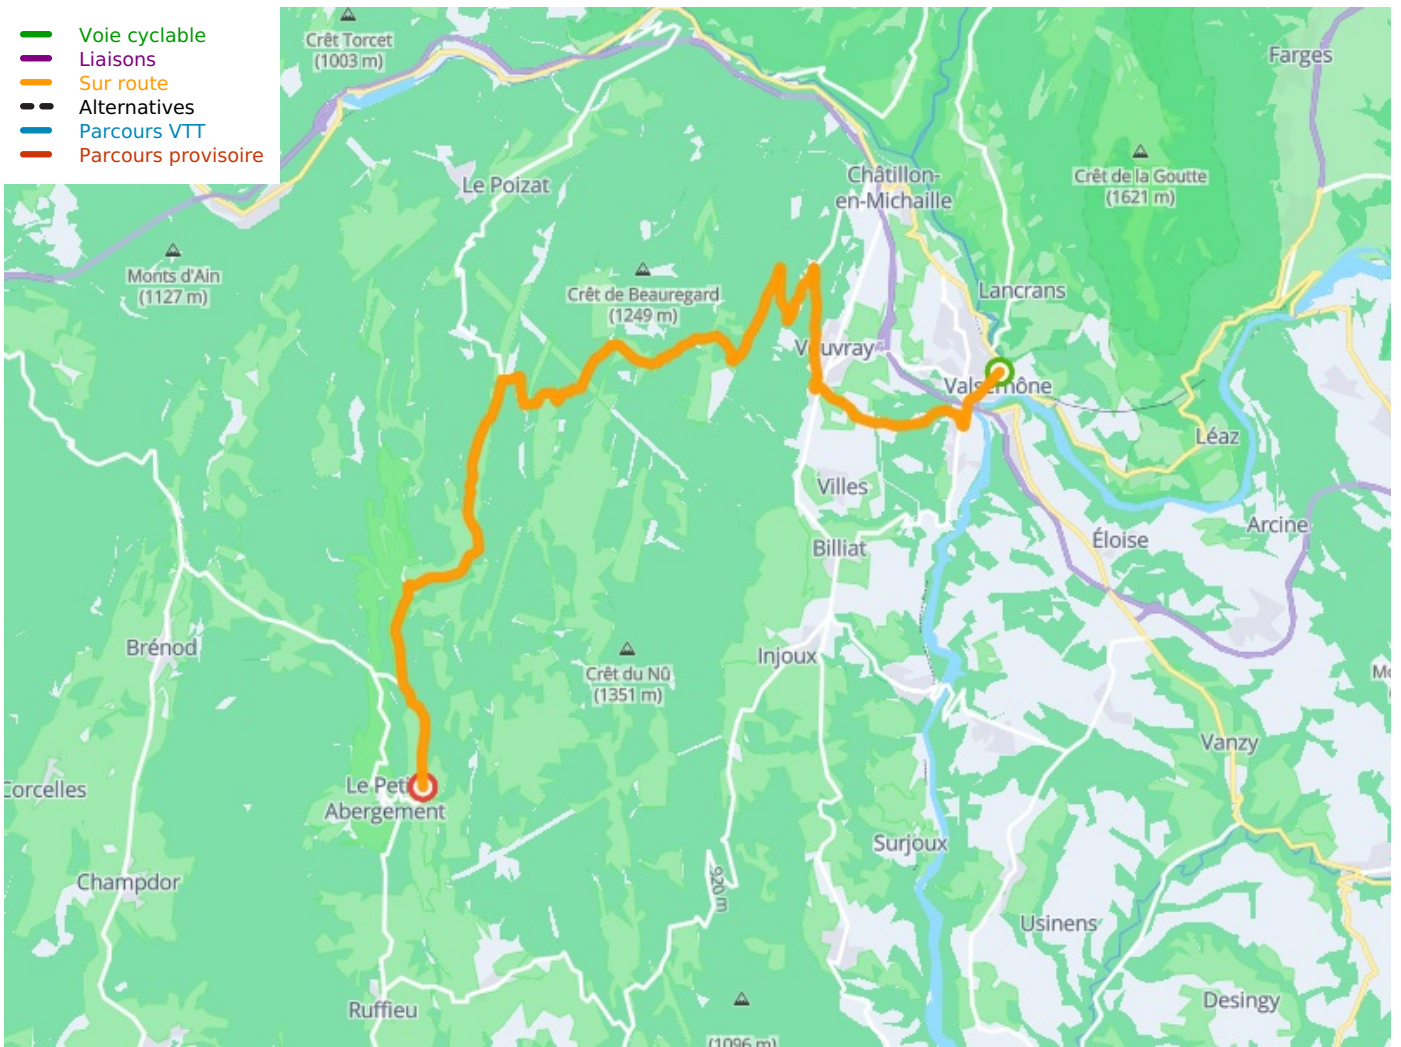 Voie cyclable
Liaisons
Sur route
Alternatives
Parcours VTT
Parcours provisoire
Crêt Torcet
(1003 m)
Farges
Le Poizat
Châtillon-
en-Michaille
Crêt de la Goutte
(1621 m)
Monts d'Ain
(1127 m)
Crêt de Beauregard
(1249 m)
Lancrans
Vouvray
Valserhône
Léaz
Villes
Billiat
Éloise
Arcine
Brénod
Injoux
Crêt du Nû
(1351 m)
Vanzy
Corcelles
Le Petit
Abergement
Surjoux
Champdor
920 m
Usinens
Ruffieu
Desingy
(1096 m)